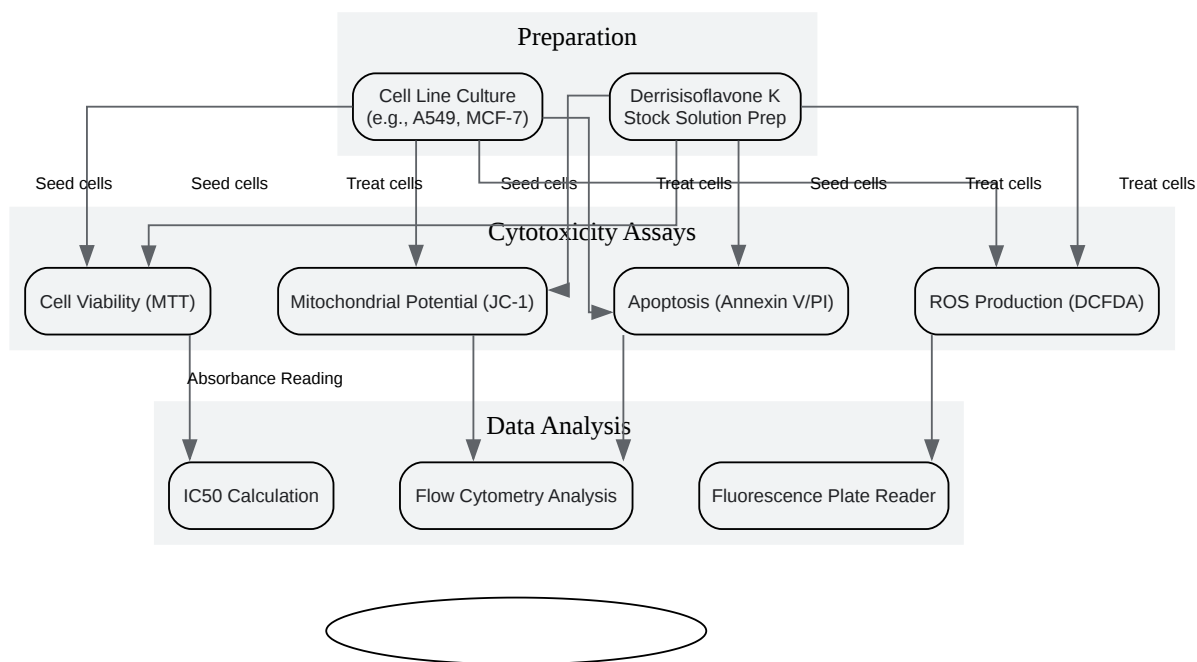 Preparation
Cell Line Culture
(e.g., A549, MCF-7)
Derrisisoflavone K
Stock Solution Prep
Seed cells
Seed cells
Treat cells
Seed cells
Treat cells
Seed cells
Treat cells
Treat cells
Cytotoxicity Assays
Cell Viability (MTT)
Mitochondrial Potential (JC-1)
Apoptosis (Annexin V/PI)
ROS Production (DCFDA)
Absorbance Reading
Data Analysis
IC50 Calculation
Flow Cytometry Analysis
Fluorescence Plate Reader